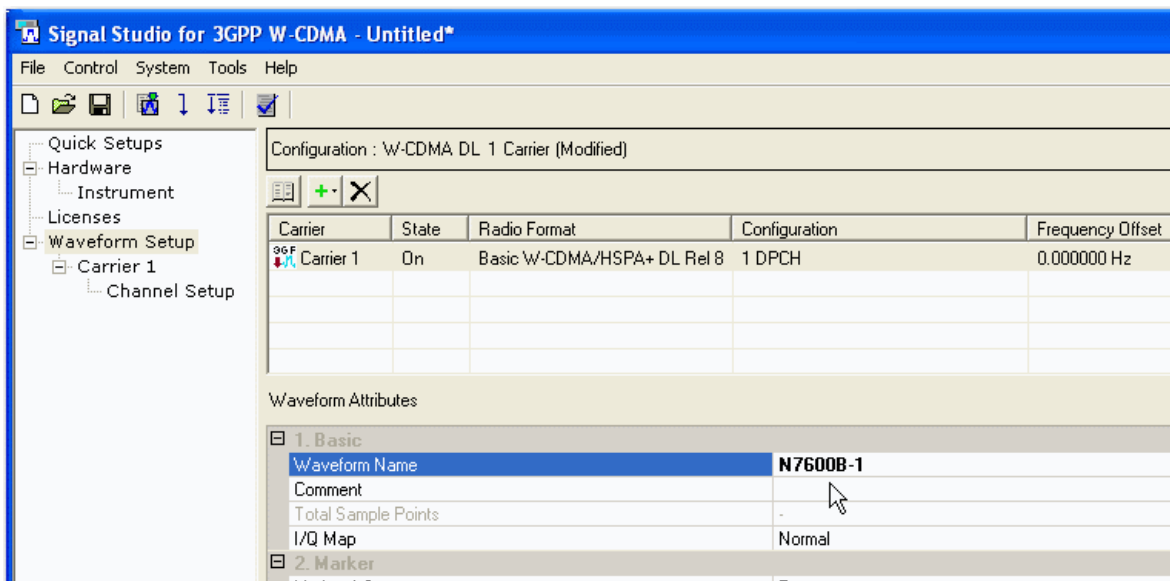 Signal Studio for 3GPP W-CDMA - Untitled*
File Control System Tools Help
Quick Setups
Hardware
Instrument
Licenses
Waveform Setup
Carrier 1
Channel Setup
Configuration : W-CDMA DL 1 Carrier (Modified)
Carrier State Radio Format Configuration Frequency Offset
Carrier 1 On Basic W-CDMA/HSPA+ DL Rel 8 1 DPCH 0.000000 Hz
Waveform Attributes
1. Basic
Waveform Name N7600B-1
Comment
Total Sample Points -
I/Q Map Normal
2. Marker